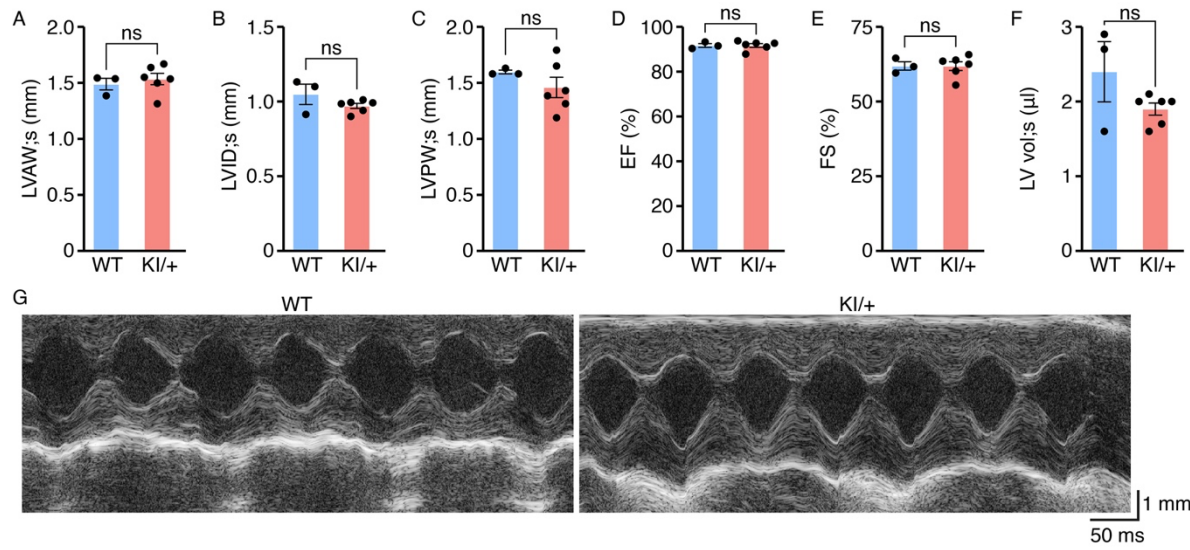 A
LVAW;s (mm)
2.0
1.5
1.0
0.5
0
ns
WT KI/+
B
LVID;s (mm)
1.5
1.0
0.5
0
ns
WT KI/+
C
LVPW;s (mm)
2.0
1.5
1.0
0.5
0
ns
WT KI/+
D
EF (%)
100
80
60
40
20
0
ns
WT KI/+
E
FS (%)
75
50
25
0
ns
WT KI/+
F
LV vol;s (µl)
3
2
1
0
ns
WT KI/+
G
WT
KI/+
1 mm
50 ms